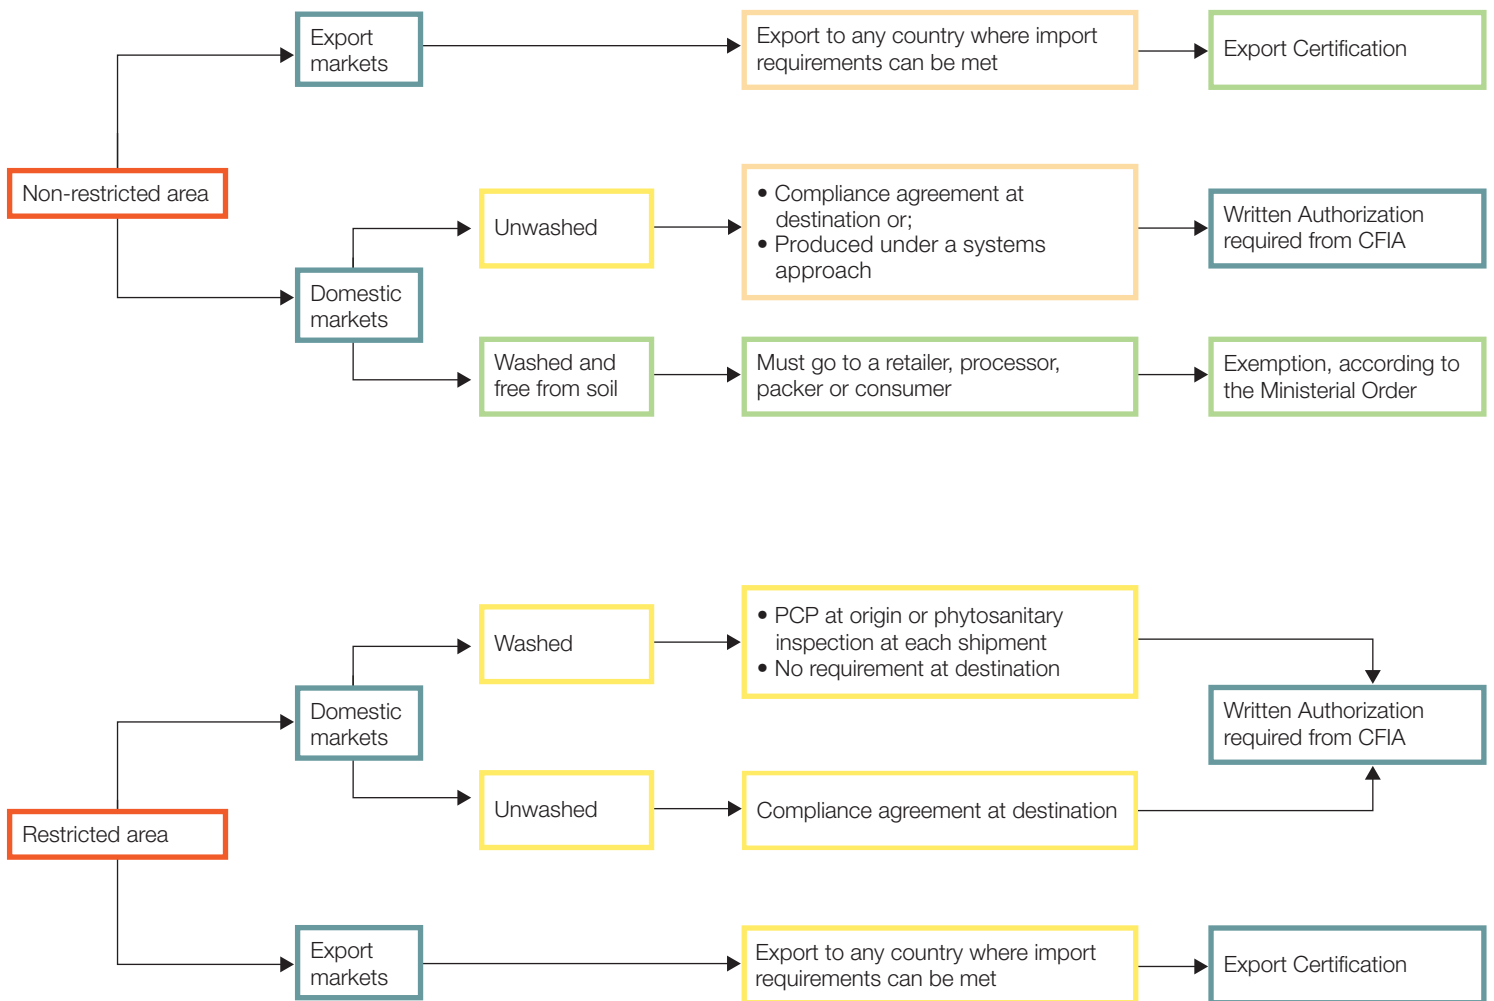 Export
markets
Export to any country where import
requirements can be met
Export Certification
Non-restricted area
Unwashed
• Compliance agreement at
destination or;
• Produced under a systems
approach
Written Authorization
required from CFIA
Domestic
markets
Washed and
free from soil
Must go to a retailer, processor,
packer or consumer
Exemption, according to
the Ministerial Order
Washed
• PCP at origin or phytosanitary
inspection at each shipment
• No requirement at destination
Domestic
markets
Written Authorization
required from CFIA
Unwashed
Compliance agreement at destination
Restricted area
Export
markets
Export to any country where import
requirements can be met
Export Certification